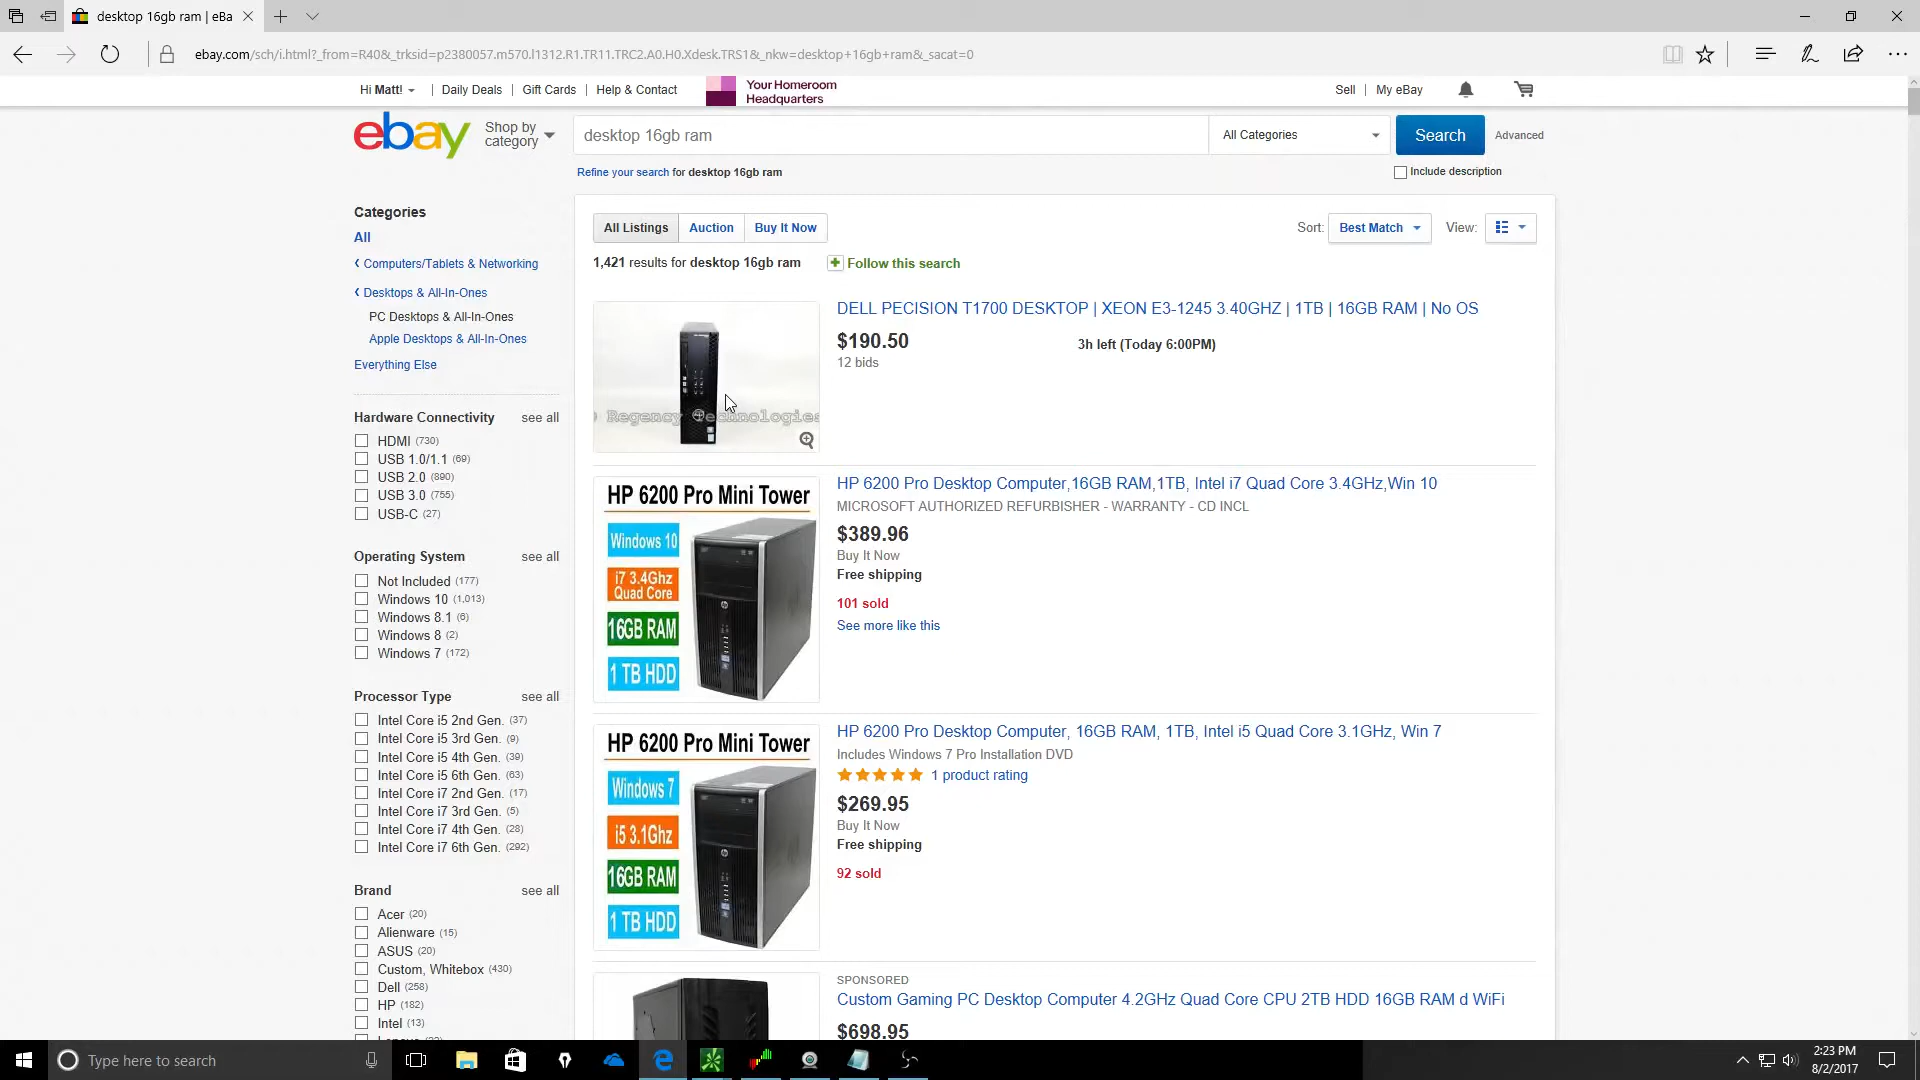 desktop 16gb ram | eBa
ebay.com/sch/i.html?_from=R40&_trksid=p2380057.m570.l1312.R1.TR11.TRC2.A0.H0.Xdesk.TRS1&_nkw=desktop+16gb+ram&_sacat=0
Hi Matt! | Daily Deals | Gift Cards | Help & Contact
Your Homeroom
Headquarters
Sell | My eBay
ebay
Shop by
category
desktop 16gb ram
All Categories
Search
Advanced
Refine your search for desktop 16gb ram
Include description
Categories
All
Computers/Tablets & Networking
Desktops & All-In-Ones
PC Desktops & All-In-Ones
Apple Desktops & All-In-Ones
Everything Else
Hardware Connectivity see all
HDMI (730)
USB 1.0/1.1 (69)
USB 2.0 (890)
USB 3.0 (755)
USB-C (27)
Operating System see all
Not Included (177)
Windows 10 (1,013)
Windows 8.1 (6)
Windows 8 (2)
Windows 7 (172)
Processor Type see all
Intel Core i5 2nd Gen. (37)
Intel Core i5 3rd Gen. (9)
Intel Core i5 4th Gen. (39)
Intel Core i5 6th Gen. (63)
Intel Core i7 2nd Gen. (17)
Intel Core i7 3rd Gen. (5)
Intel Core i7 4th Gen. (28)
Intel Core i7 6th Gen. (292)
Brand see all
Acer (20)
Alienware (15)
ASUS (20)
Custom, Whitebox (430)
Dell (258)
HP (182)
Intel (13)
All Listings Auction Buy It Now
Sort: Best Match View:
1,421 results for desktop 16gb ram
Follow this search
Regency Technologies
DELL PECISION T1700 DESKTOP | XEON E3-1245 3.40GHZ | 1TB | 16GB RAM | No OS
$190.50
12 bids
3h left (Today 6:00PM)
HP 6200 Pro Mini Tower
Windows 10
i7 3.4Ghz
Quad Core
16GB RAM
1 TB HDD
HP 6200 Pro Desktop Computer,16GB RAM,1TB, Intel i7 Quad Core 3.4GHz,Win 10
MICROSOFT AUTHORIZED REFURBISHER - WARRANTY - CD INCL
$389.96
Buy It Now
Free shipping
101 sold
See more like this
HP 6200 Pro Mini Tower
Windows 7
i5 3.1Ghz
16GB RAM
1 TB HDD
HP 6200 Pro Desktop Computer, 16GB RAM, 1TB, Intel i5 Quad Core 3.1GHz, Win 7
Includes Windows 7 Pro Installation DVD
1 product rating
$269.95
Buy It Now
Free shipping
92 sold
SPONSORED
Custom Gaming PC Desktop Computer 4.2GHz Quad Core CPU 2TB HDD 16GB RAM d WiFi
$698.95
Type here to search
2:23 PM
8/2/2017